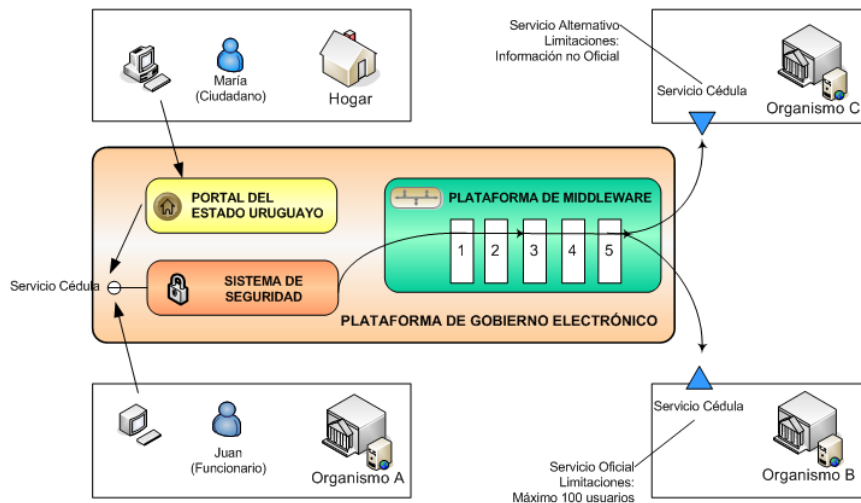 María
(Ciudadano)
Hogar
Servicio Alternativo
Limitaciones:
Información no Oficial
Servicio Cédula
Organismo C
PORTAL DEL
ESTADO URUGUAYO
PLATAFORMA DE MIDDLEWARE
1 2 3 4 5
Servicio Cédula
SISTEMA DE
SEGURIDAD
PLATAFORMA DE GOBIERNO ELECTRÓNICO
Juan
(Funcionario)
Organismo A
Servicio Cédula
Organismo B
Servicio Oficial
Limitaciones:
Máximo 100 usuarios